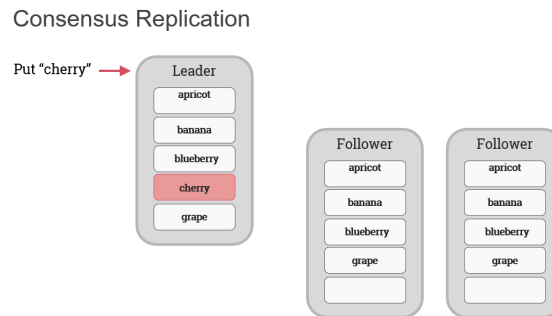 Consensus Replication
Put “cherry”
Leader
apricot
banana
blueberry
cherry
grape
Follower
apricot
banana
blueberry
grape
Follower
apricot
banana
blueberry
grape